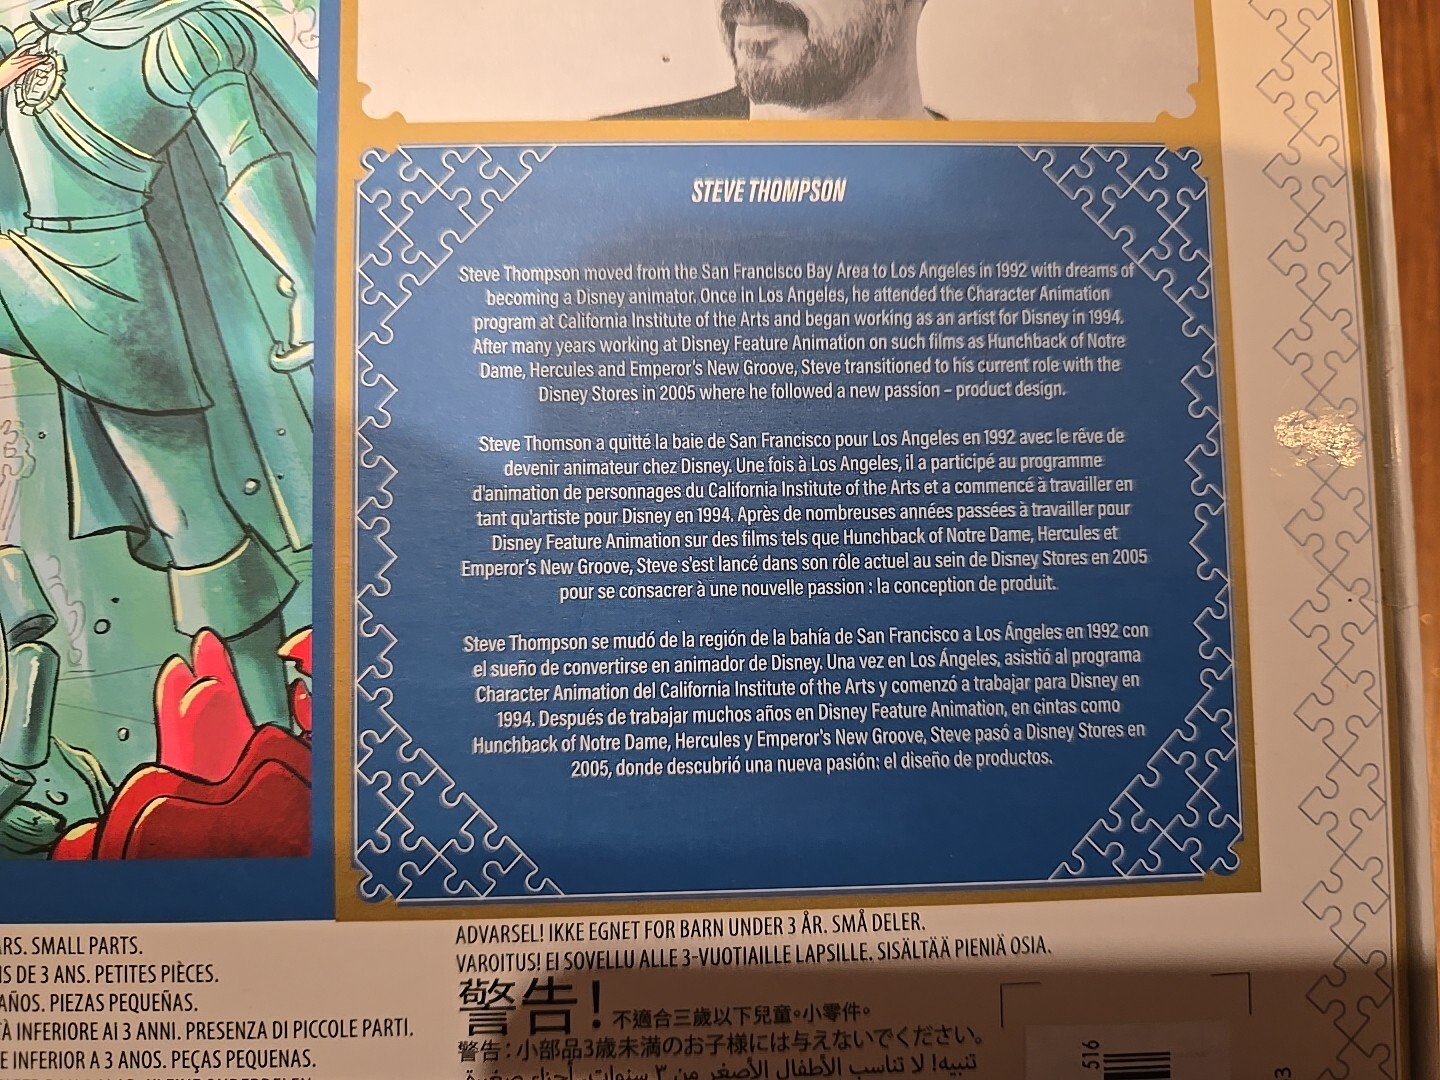 STEVE THOMPSON
Steve Thompson moved from the San Francisco Bay Area to Los Angeles in 1992 with dreams of
becoming a Disney animator. Once in Los Angeles, he attended the Character Animation
program at California Institute of the Arts and began working as an artist for Disney in 1994.
After many years working at Disney Feature Animation on such films as Hunchback of Notre
Dame, Hercules and Emperor's New Groove, Steve transitioned to his current role with the
Disney Stores in 2005 where he followed a new passion – product design.
Steve Thomson a quitté la baie de San Francisco pour Los Angeles en 1992 avec le rêve de
devenir animateur chez Disney. Une fois à Los Angeles, il a participé au programme
d'animation de personnages du California Institute of the Arts et a commencé à travailler en
tant qu'artiste pour Disney en 1994. Après de nombreuses années passées à travailler pour
Disney Feature Animation sur des films tels que Hunchback of Notre Dame, Hercules et
Emperor's New Groove, Steve s'est lancé dans son rôle actuel au sein de Disney Stores en 2005
pour se consacrer à une nouvelle passion : la conception de produit.
Steve Thompson se mudó de la región de la bahía de San Francisco a Los Ángeles en 1992 con
el sueño de convertirse en animador de Disney. Una vez en Los Ángeles, asistió al programa
Character Animation del California Institute of the Arts y comenzó a trabajar para Disney en
1994. Después de trabajar muchos años en Disney Feature Animation, en cintas como
Hunchback of Notre Dame, Hercules y Emperor's New Groove, Steve pasó a Disney Stores en
2005, donde descubrió una nueva pasión: el diseño de productos.
RS. SMALL PARTS.
S DE 3 ANS. PETITES PIÈCES.
AÑOS. PIEZAS PEQUEÑAS.
INFERIORE AI 3 ANNI. PRESENZA DI PICCOLE PARTI.
E INFERIOR A 3 ANOS. PEÇAS PEQUENAS.
ADVARSEL! IKKE EGNET FOR BARN UNDER 3 ÅR. SMÅ DELER.
VAROITUS! EI SOVELLU ALLE 3-VUOTIAILLE LAPSILLE. SISÄLTÄÄ PIENIÄ OSIA.
警告! 不適合三歲以下兒童。小零件。
警告：小部品3歳未満のお子様には与えないでください。
تنبيه! لا تناسب الأطفال الأصغر من ٣ سنوات. أجزاء صغيرة
516
3